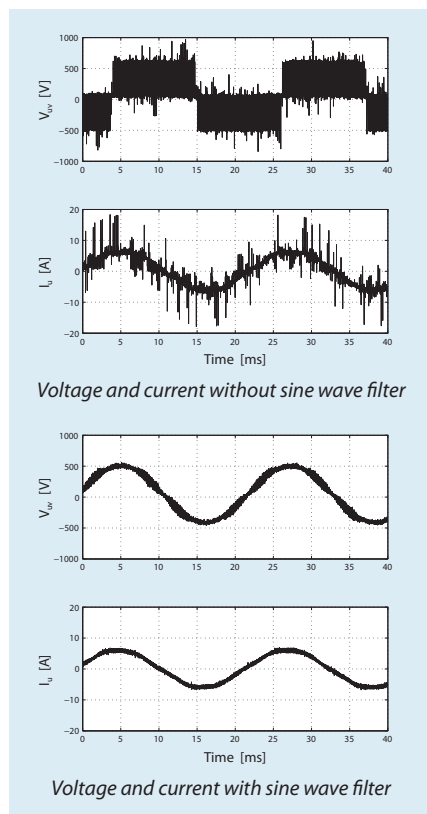 1000
500
0
−500
−1000
V_uv [V]
0 5 10 15 20 25 30 35 40
20
10
0
−10
−20
I_u [A]
0 5 10 15 20 25 30 35 40
Time [ms]
Voltage and current without sine wave filter
1000
500
0
−500
−1000
V_uv [V]
0 5 10 15 20 25 30 35 40
20
10
0
−10
−20
I_u [A]
0 5 10 15 20 25 30 35 40
Time [ms]
Voltage and current with sine wave filter